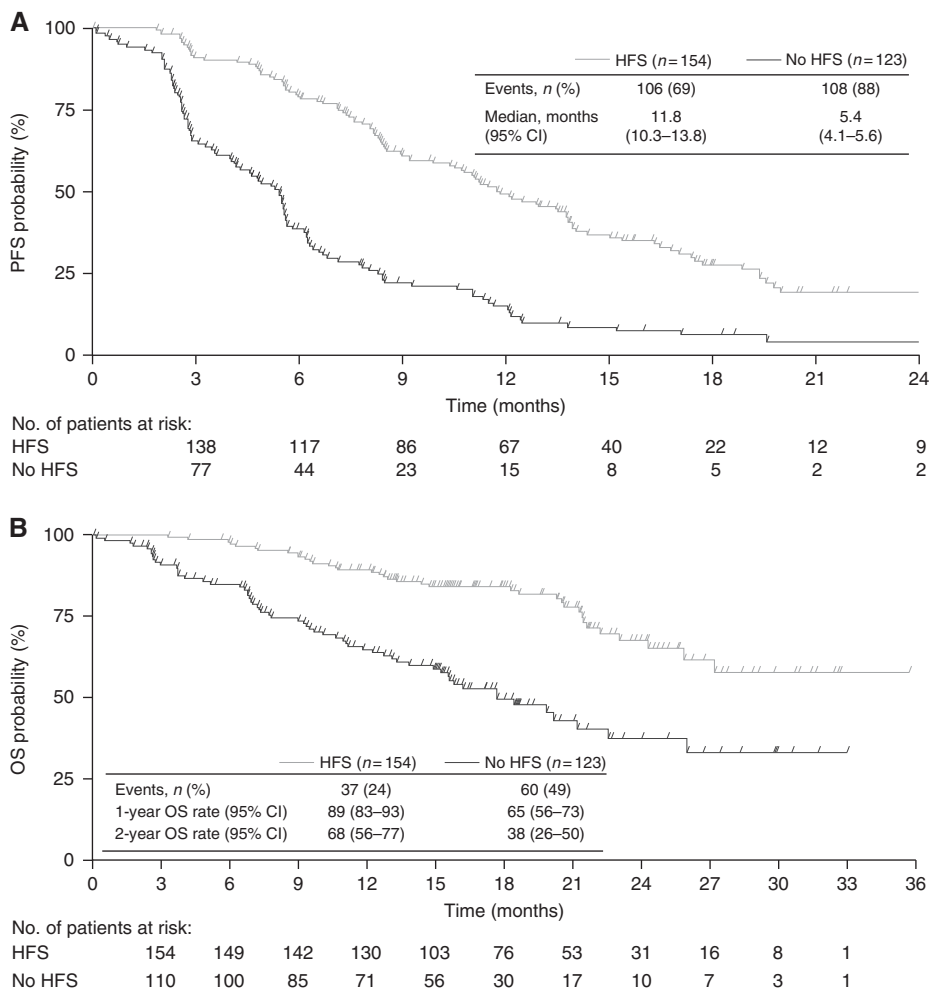 A
100
75
50
25
0
PFS probability (%)
HFS (n=154) No HFS (n=123)
Events, n (%) 106 (69) 108 (88)
Median, months 11.8 5.4
(95% CI) (10.3–13.8) (4.1–5.6)
0 3 6 9 12 15 18 21 24
Time (months)
No. of patients at risk:
HFS 138 117 86 67 40 22 12 9
No HFS 77 44 23 15 8 5 2 2
B
100
75
50
25
0
OS probability (%)
HFS (n=154) No HFS (n=123)
Events, n (%) 37 (24) 60 (49)
1-year OS rate (95% CI) 89 (83–93) 65 (56–73)
2-year OS rate (95% CI) 68 (56–77) 38 (26–50)
0 3 6 9 12 15 18 21 24 27 30 33 36
Time (months)
No. of patients at risk:
HFS 154 149 142 130 103 76 53 31 16 8 1
No HFS 110 100 85 71 56 30 17 10 7 3 1